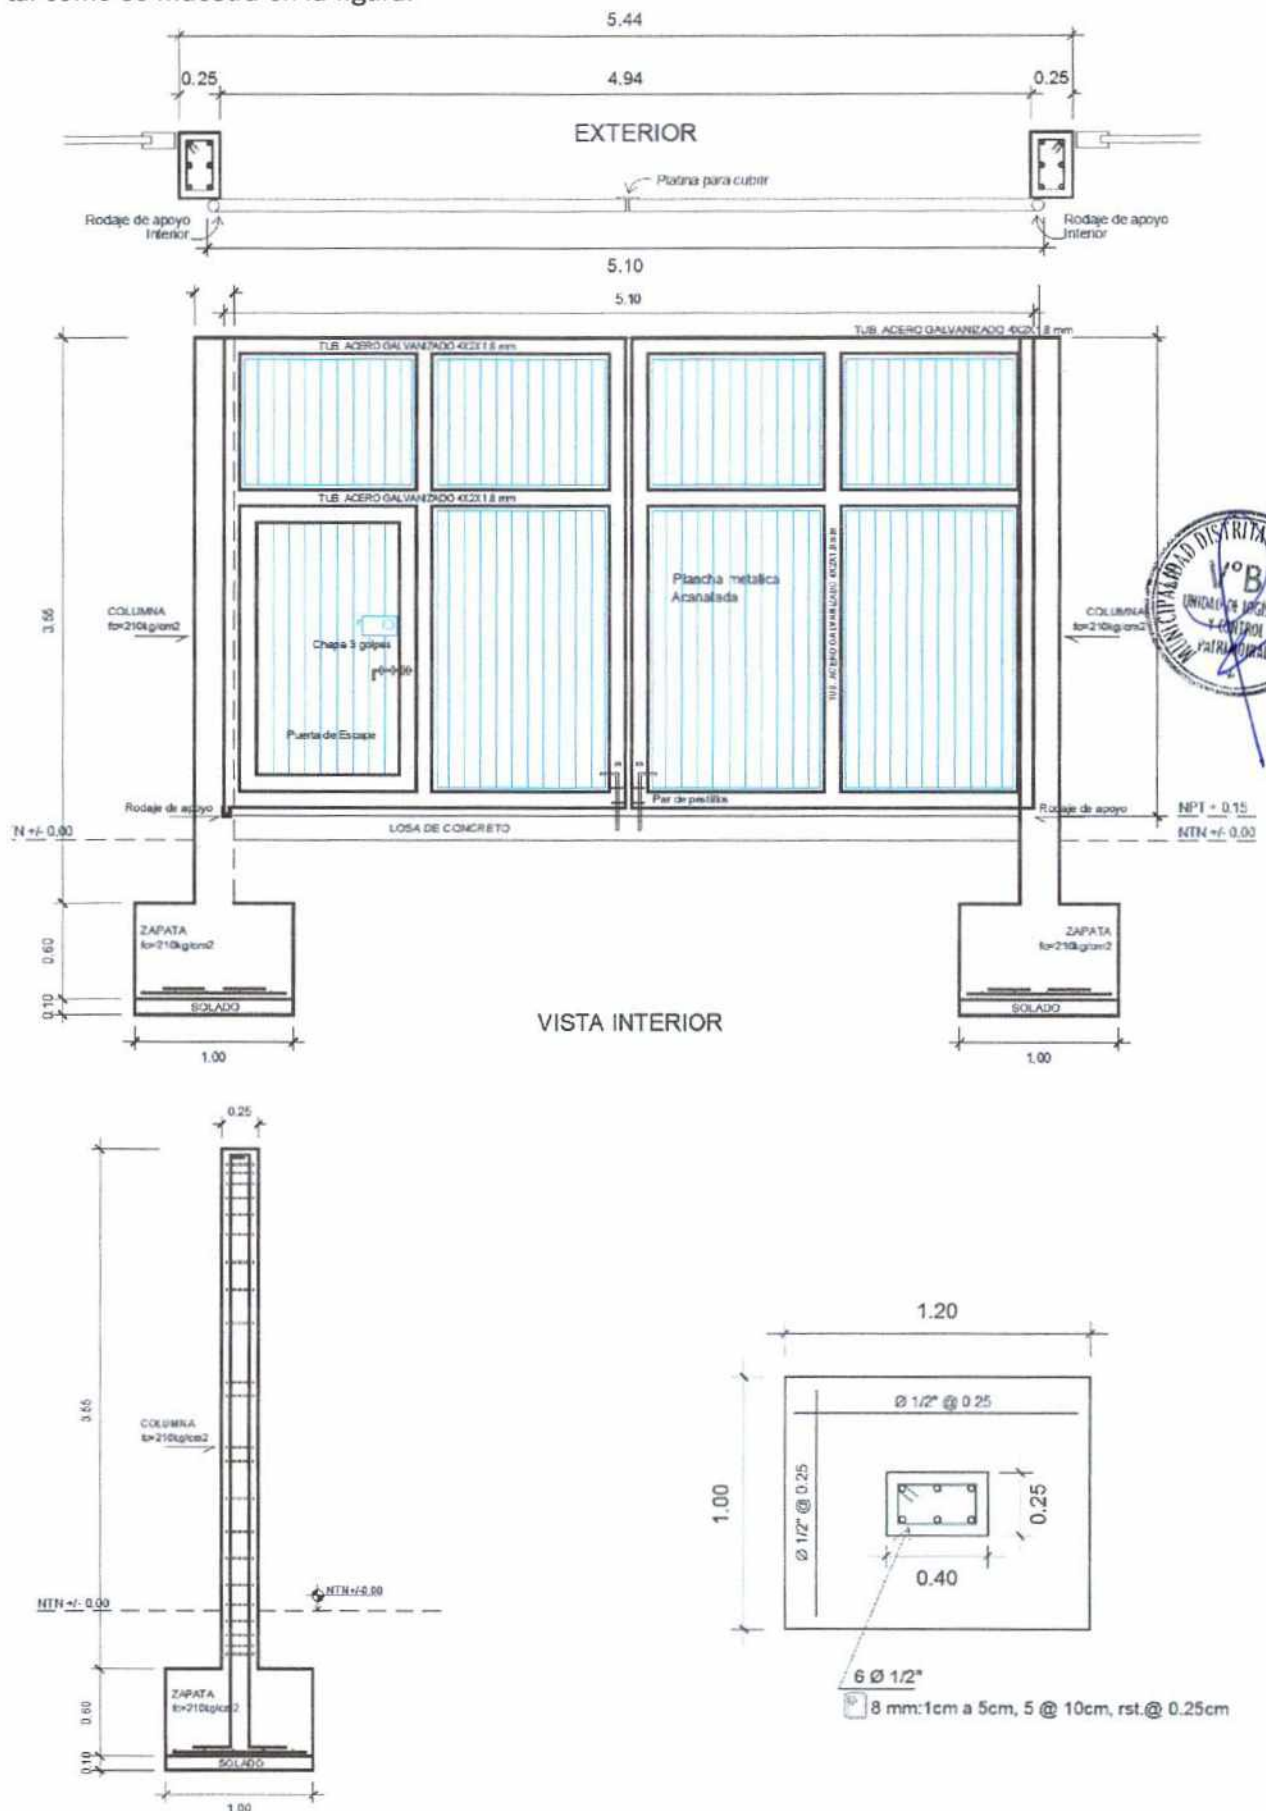 5.44
0.25
4.94
0.25
EXTERIOR
Platina para cubrir
Rodaje de apoyo
Interior
Rodaje de apoyo
Interior
5.10
5.10
TUB. ACERO GALVANIZADO 4X2X1.8 mm
TUB. ACERO GALVANIZADO 4X2X1.8 mm
TUB. ACERO GALVANIZADO 4X2X1.8 mm
3.55
COLUMNA
fc=210kg/cm2
Plancha metalica
Acanalada
TUB. ACERO GALVANIZADO 4X2X1.8 mm
Chapa 3 golpes
Puerta de Escape
COLUMNA
fc=210kg/cm2
MUNICIPALIDAD
V°B
Y CONTROL
Rodaje de apoyo
Par de pestillos
Rodaje de apoyo
NPT + 0.15
N +/- 0.00
LOSA DE CONCRETO
NTN +/- 0.00
ZAPATA
fc=210kg/cm2
ZAPATA
fc=210kg/cm2
0.60
0.10
SOLADO
SOLADO
VISTA INTERIOR
1.00
1.00
0.25
3.55
COLUMNA
fc=210kg/cm2
NTN +/- 0.00
NTN +/-0.00
ZAPATA
fc=210kg/cm2
0.60
0.10
SOLADO
1.00
1.20
Ø 1/2" @ 0.25
1.00
Ø 1/2" @ 0.25
0.25
0.40
6 Ø 1/2"
8 mm:1cm a 5cm, 5 @ 10cm, rst.@ 0.25cm